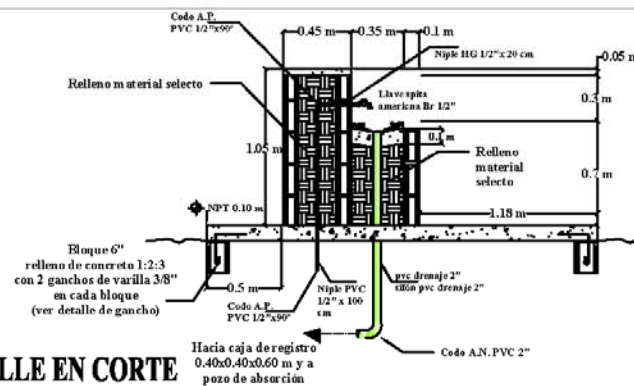 Codo A.P.
PVC 1/2"x90°
0.45 m
0.35 m
0.1 m
Niple HG 1/2"x 20 cm
0.05 m
Relleno material selecto
Llave spita
americna Br 1/2"
0.3 m
0.1 m
1.05 m
Relleno
material
selecto
0.7 m
NPT 0.10 m
1.18 m
Bloque 6"
relleno de concreto 1:2:3
con 2 ganchos de varilla 3/8"
en cada bloque
(ver detalle de gancho)
0.5 m
Codo A.P.
PVC 1/2"x90°
Niple PVC
1/2" x 100
cm
pvc drenaje 2"
sifón pvc drenaje 2"
Hacia caja de registro
0.40x0.40x0.60 m y a
pozo de absorción
Codo A.N. PVC 2"
LLE EN CORTE